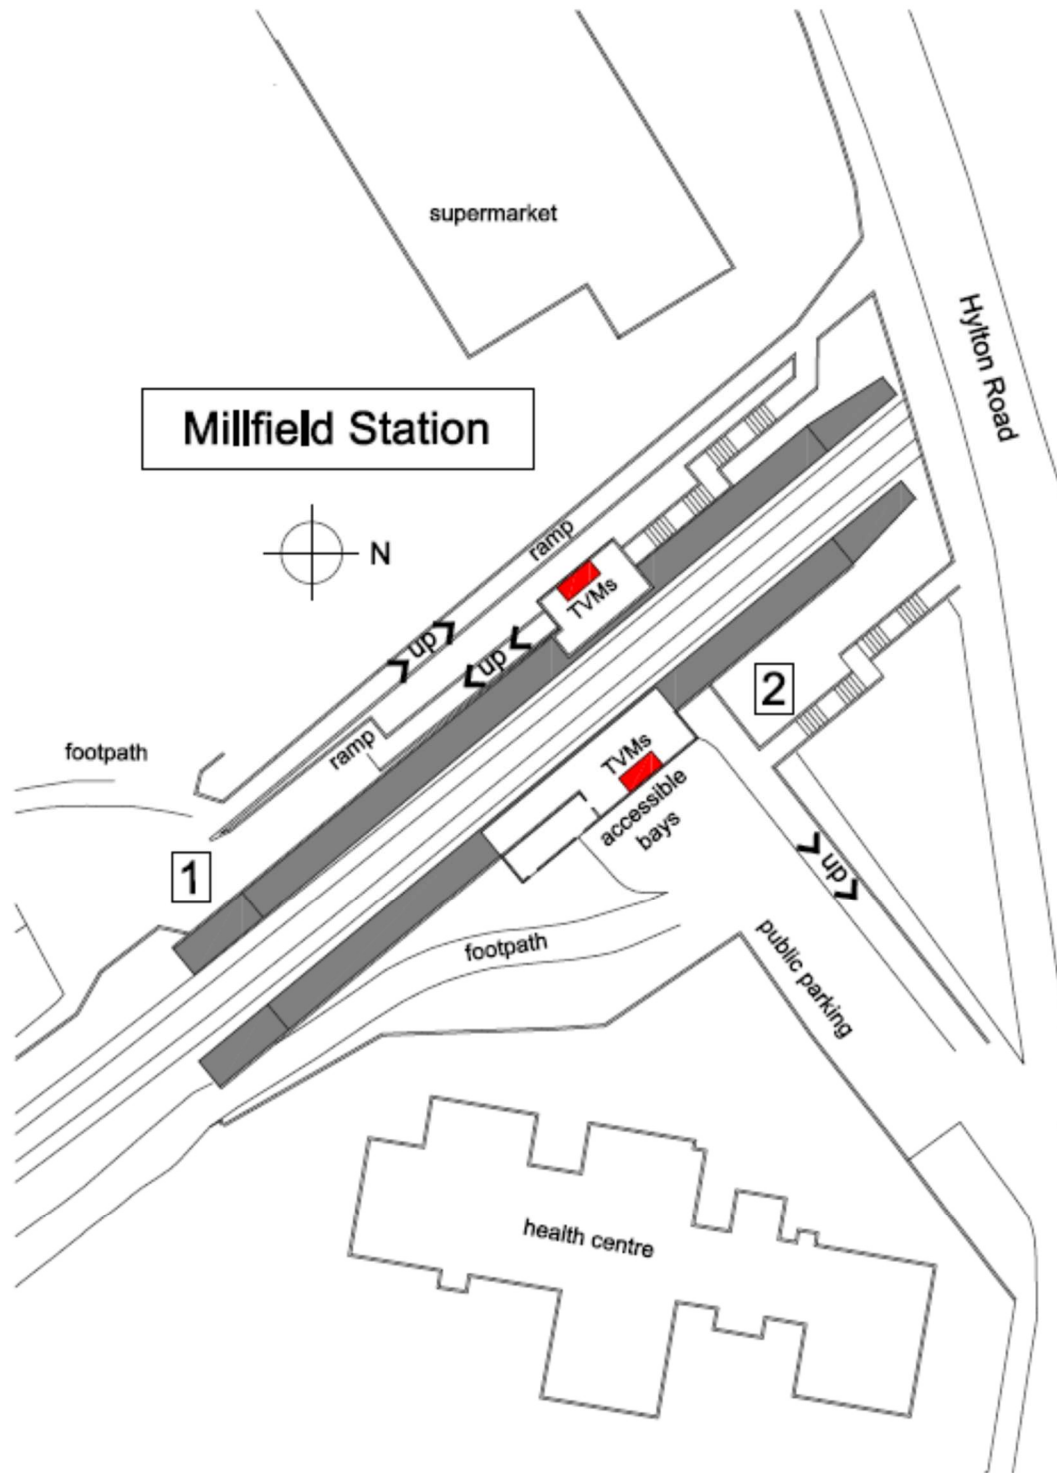 supermarket
Hylton Road
Millfield Station
N
ramp
TVMs
up
up
2
footpath
ramp
TVMs
accessible
bays
1
up
footpath
public parking
health centre